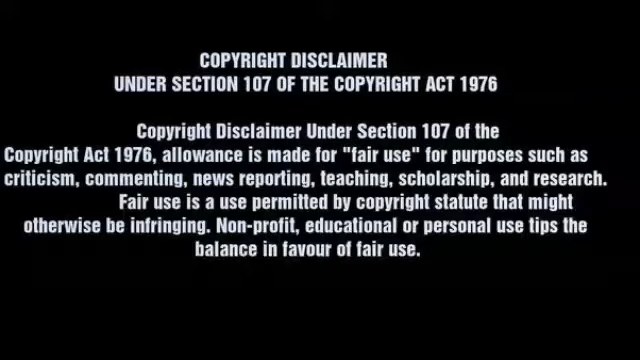 COPYRIGHT DISCLAIMER
UNDER SECTION 107 OF THE COPYRIGHT ACT 1976
Copyright Disclaimer Under Section 107 of the
Copyright Act 1976, allowance is made for "fair use" for purposes such as
criticism, commenting, news reporting, teaching, scholarship, and research.
Fair use is a use permitted by copyright statute that might
otherwise be infringing. Non-profit, educational or personal use tips the
balance in favour of fair use.